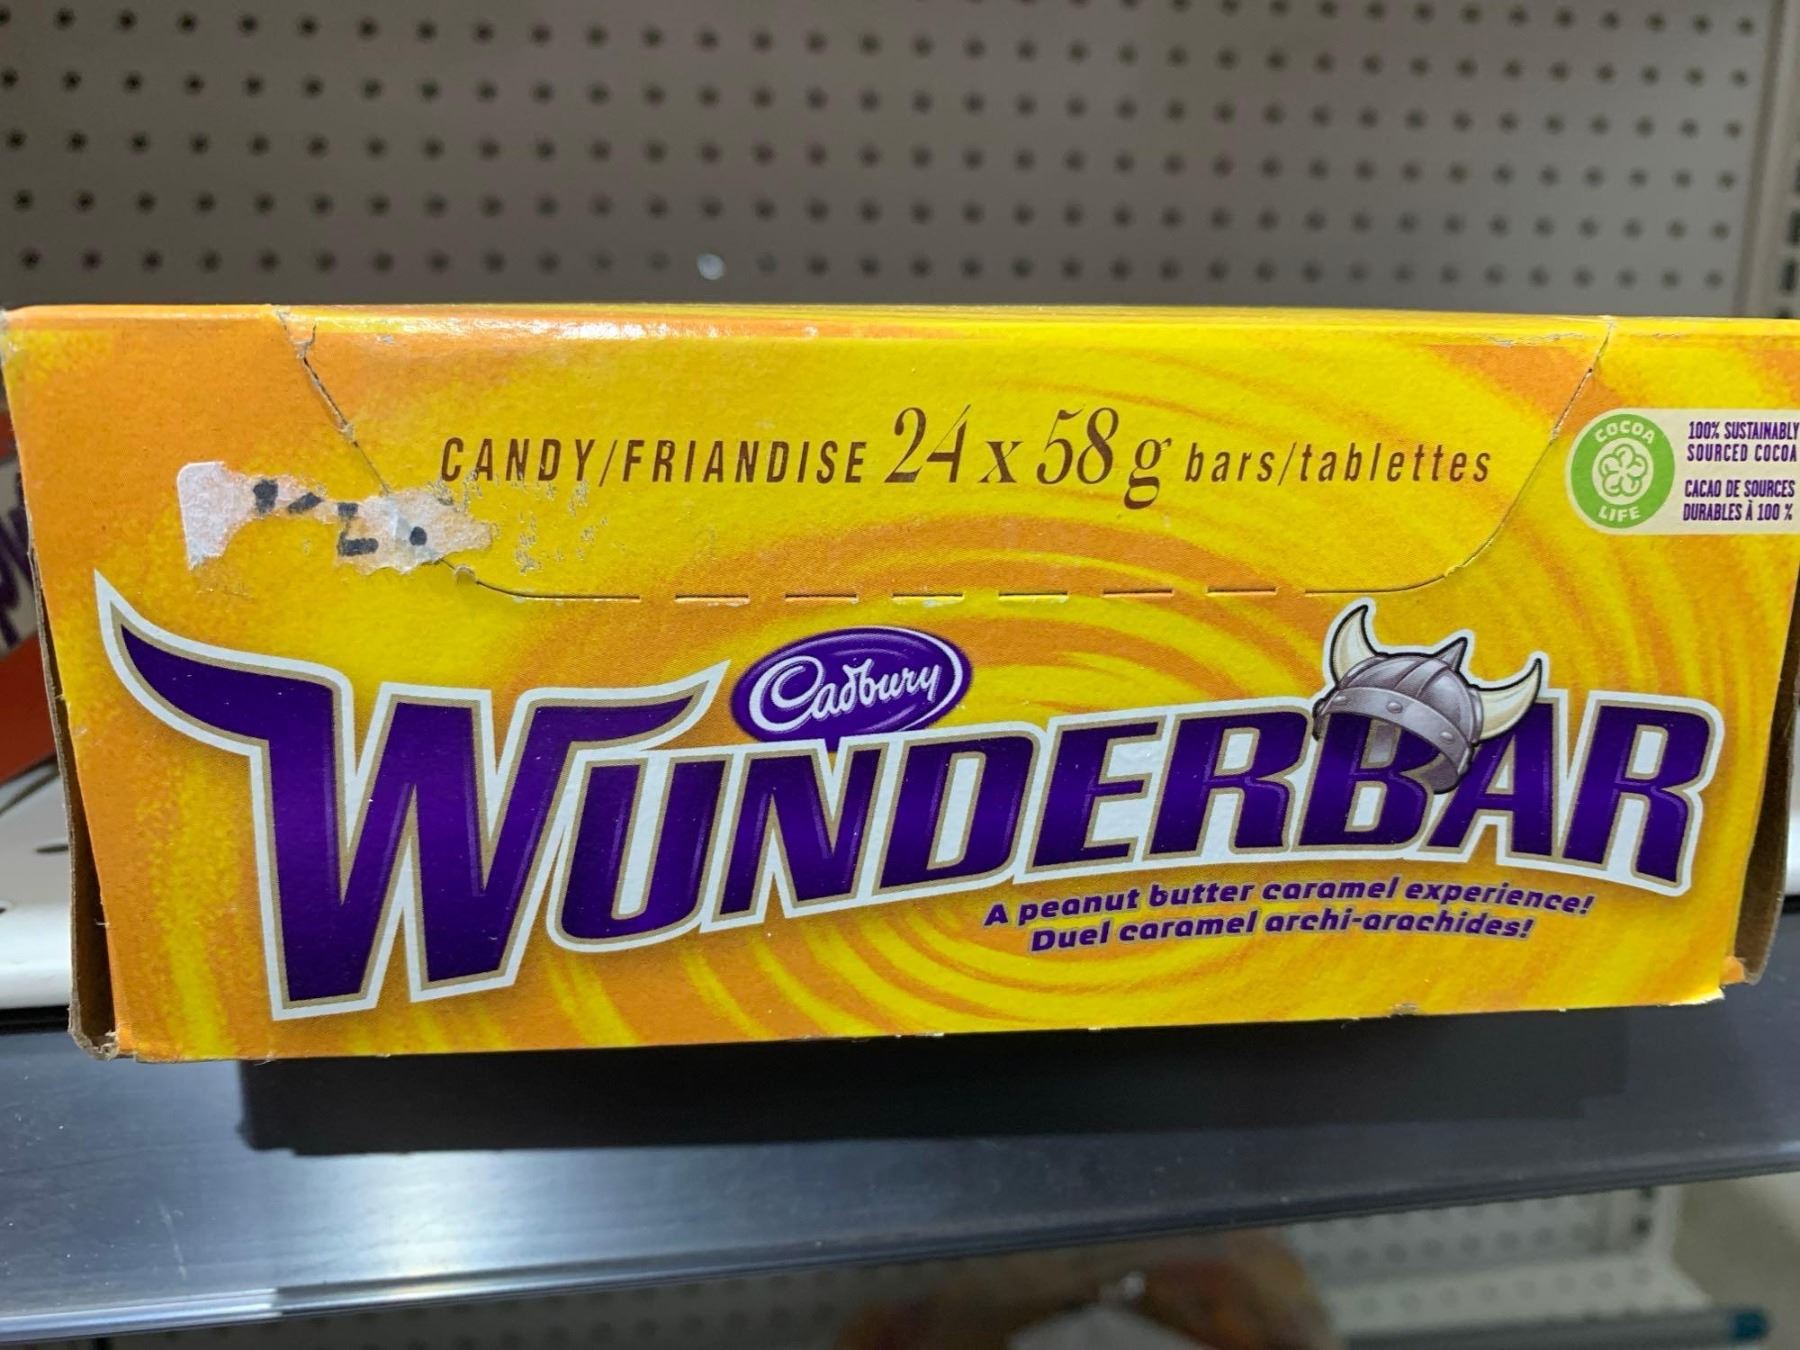 CANDY/FRIANDISE 24 x 58 g bars/tablettes
COCOA
LIFE
100% SUSTAINABLY
SOURCED COCOA
CACAO DE SOURCES
DURABLES À 100 %
Cadbury
WUNDERBAR
A peanut butter caramel experience!
Duel caramel archi-arachides!